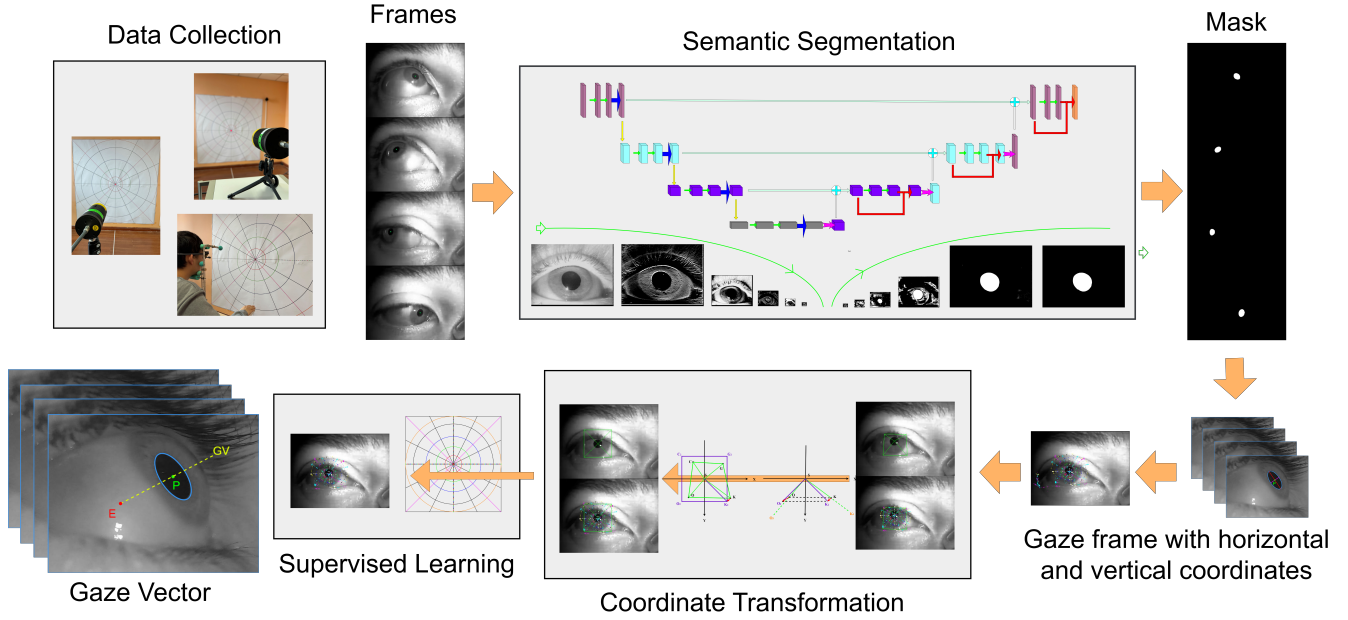 Data Collection
Frames
Semantic Segmentation
Mask
GV
P
E
Gaze Vector
Supervised Learning
Coordinate Transformation
Gaze frame with horizontal
and vertical coordinates